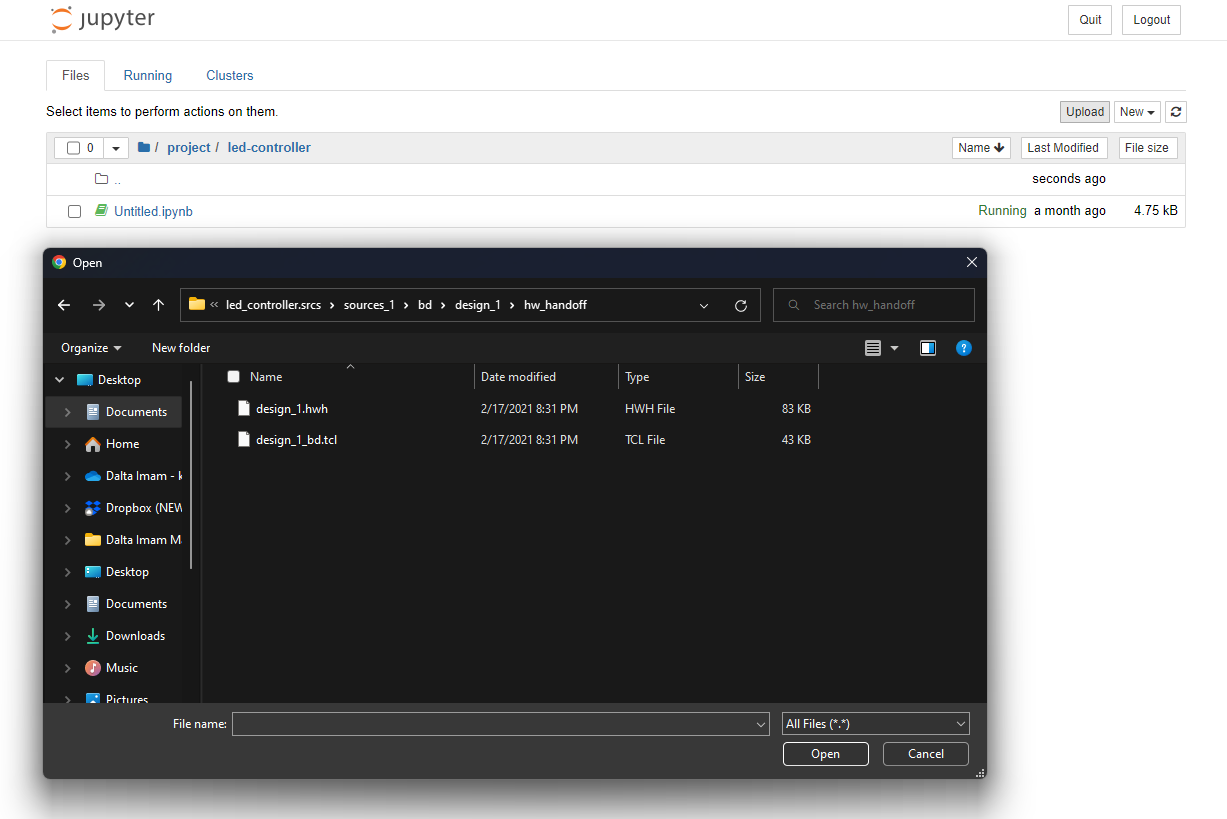 jupyter Quit Logout
Files Running Clusters
Select items to perform actions on them. Upload New
0 / project / led-controller Name Last Modified File size
.. seconds ago
Untitled.ipynb Running a month ago 4.75 kB
Open
« led_controller.srcs › sources_1 › bd › design_1 › hw_handoff Search hw_handoff
Organize New folder ?
Desktop Name Date modified Type Size
Documents design_1.hwh 2/17/2021 8:31 PM HWH File 83 KB
Home design_1_bd.tcl 2/17/2021 8:31 PM TCL File 43 KB
Dalta Imam - k
Dropbox (NEW
Dalta Imam M
Desktop
Documents
Downloads
Music
Pictures
File name: All Files (*.*)
Open Cancel